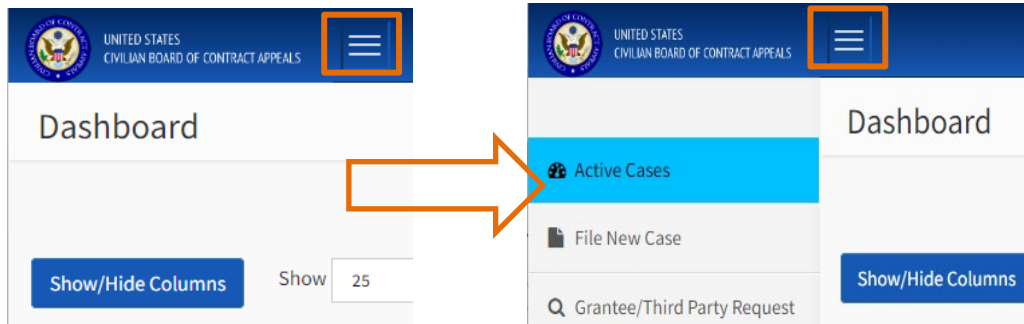 UNITED STATES
CIVILIAN BOARD OF CONTRACT APPEALS
Dashboard
Show/Hide Columns
Show 25
UNITED STATES
CIVILIAN BOARD OF CONTRACT APPEALS
Dashboard
Active Cases
File New Case
Grantee/Third Party Request
Show/Hide Columns